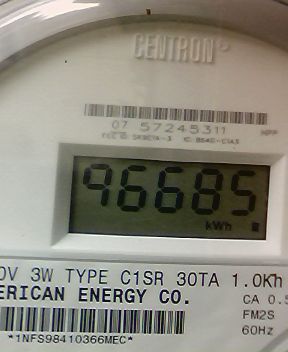 CENTRON
07 57245311
96685
kWh
0V 3W TYPE C1SR 30TA 1.0Kh
ERICAN ENERGY CO.
CA 0.5
FM2S
60Hz
*1NFS98410366MEC*